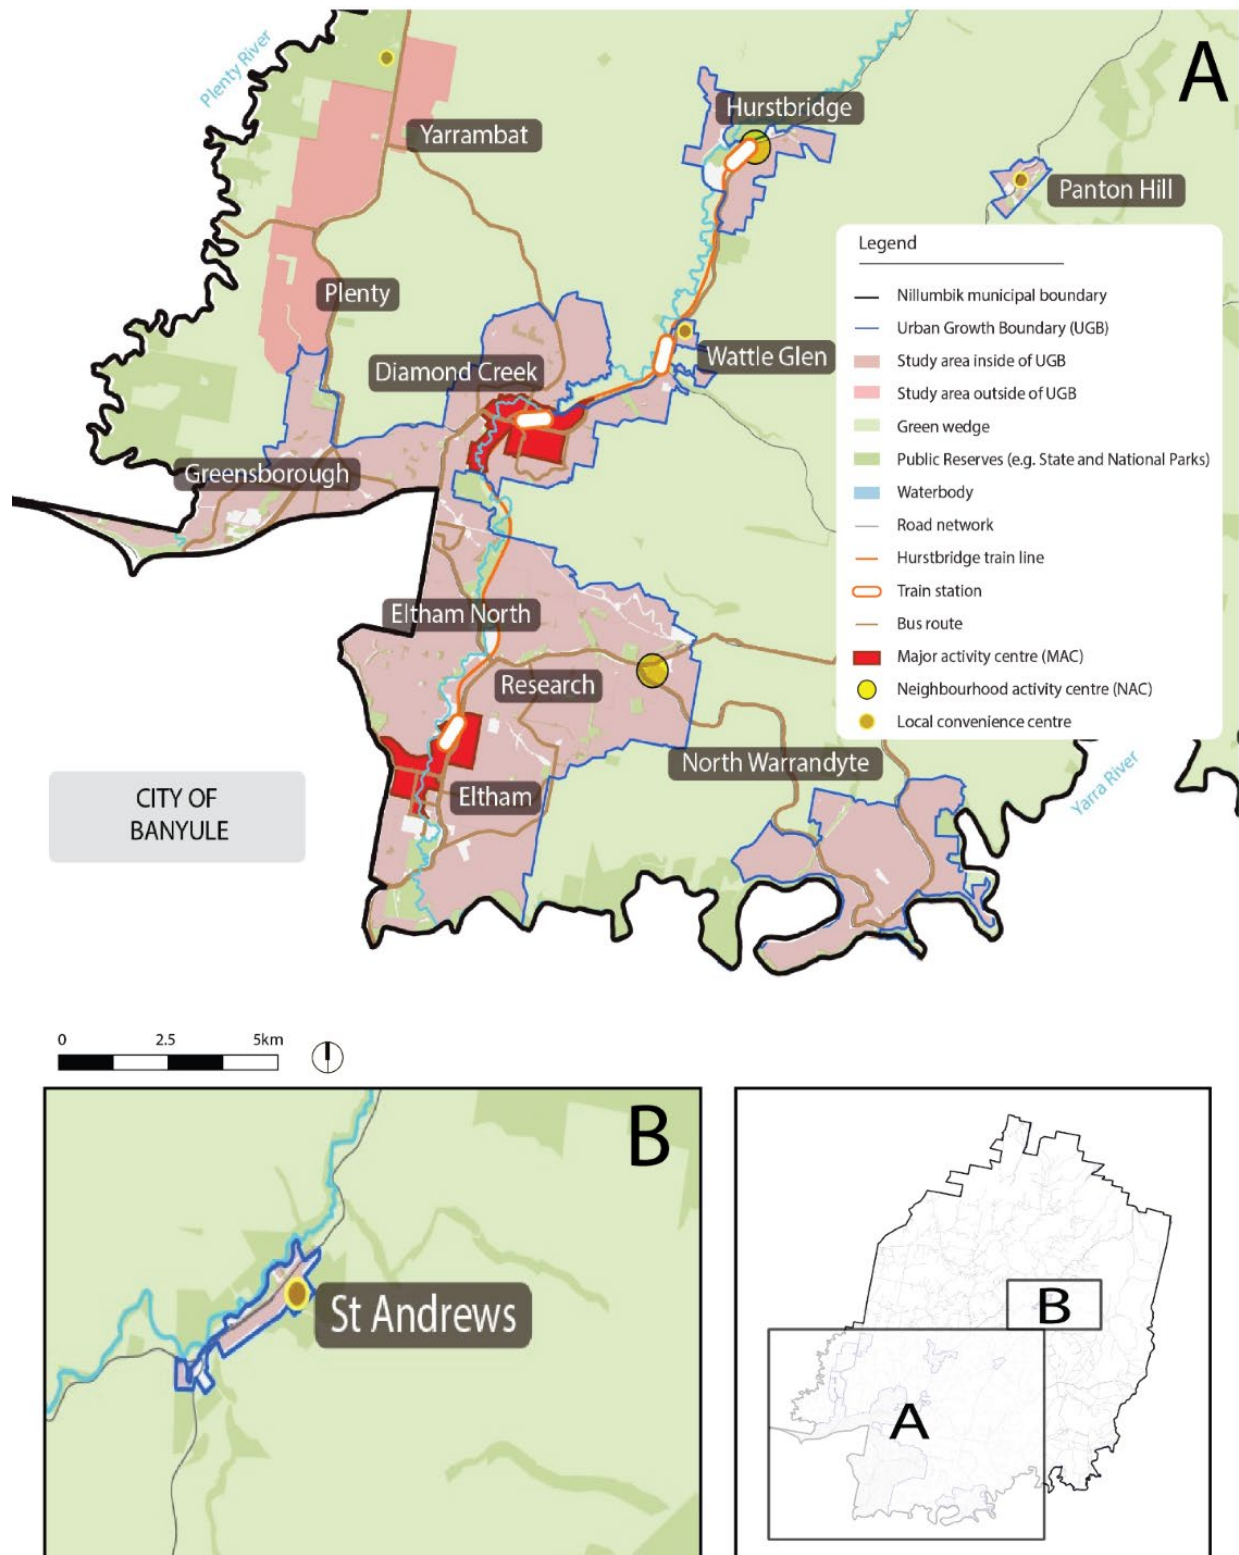 A
Plenty River
Hurstbridge
Yarrambat
Panton Hill
Plenty
Wattle Glen
Diamond Creek
Greensborough
Eltham North
Research
North Warrandyte
Eltham
Yarra River
CITY OF
BANYULE
Legend
Nillumbik municipal boundary
Urban Growth Boundary (UGB)
Study area inside of UGB
Study area outside of UGB
Green wedge
Public Reserves (e.g. State and National Parks)
Waterbody
Road network
Hurstbridge train line
Train station
Bus route
Major activity centre (MAC)
Neighbourhood activity centre (NAC)
Local convenience centre
0 2.5 5km
B
St Andrews
B
A